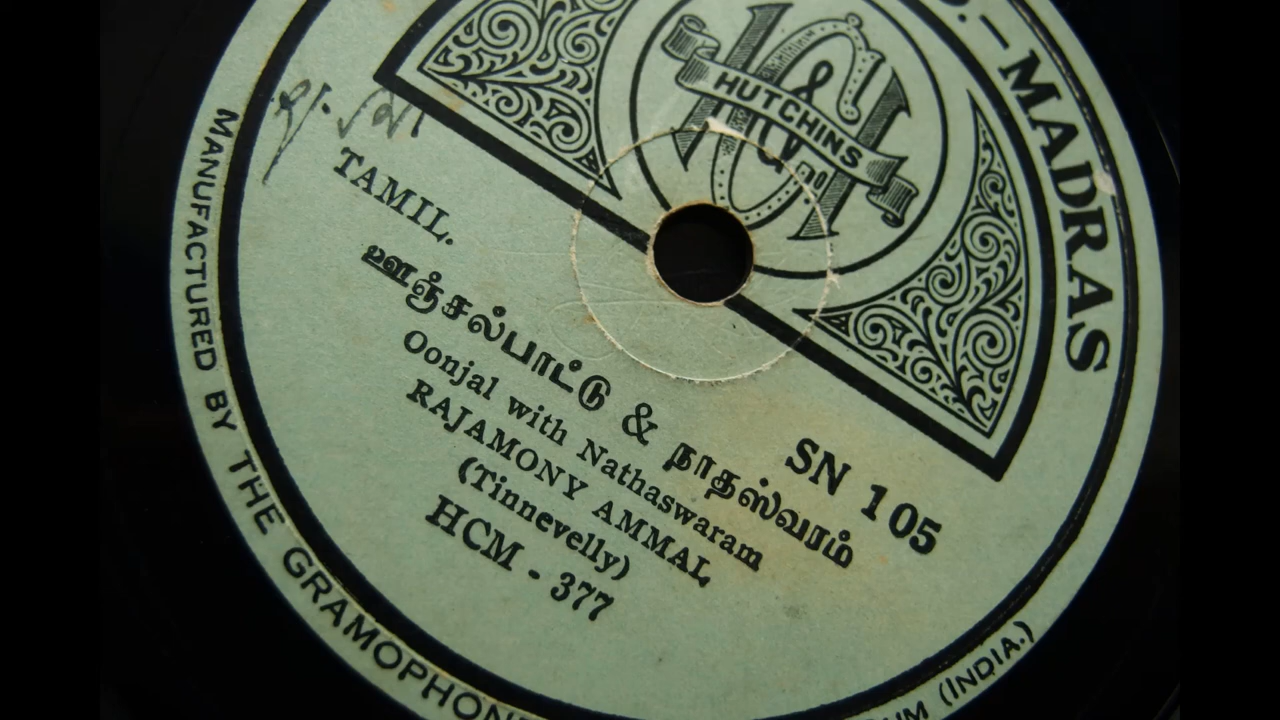 MADRAS
HUTCHINS
&
TAMIL.
SN 105
ஊஞ்சல்பாட்டு & நாதஸ்வரம்
Oonjal with Nathaswaram
RAJAMONY AMMAL
(Tinnevelly)
HCM - 377
MANUFACTURED BY THE GRAMOPHONE
(INDIA.)